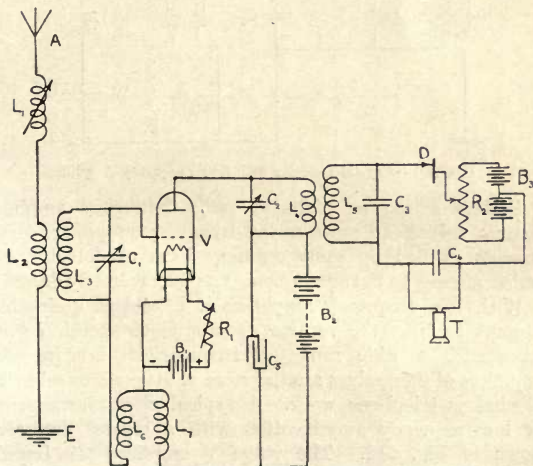 A
L₁
L₂
L₃
C₁
V
R₁
- B₁ +
L₆
L₇
E
C₂
L₄
L₅
C₃
D
R₂
B₃
C₄
T
B₂
C₅